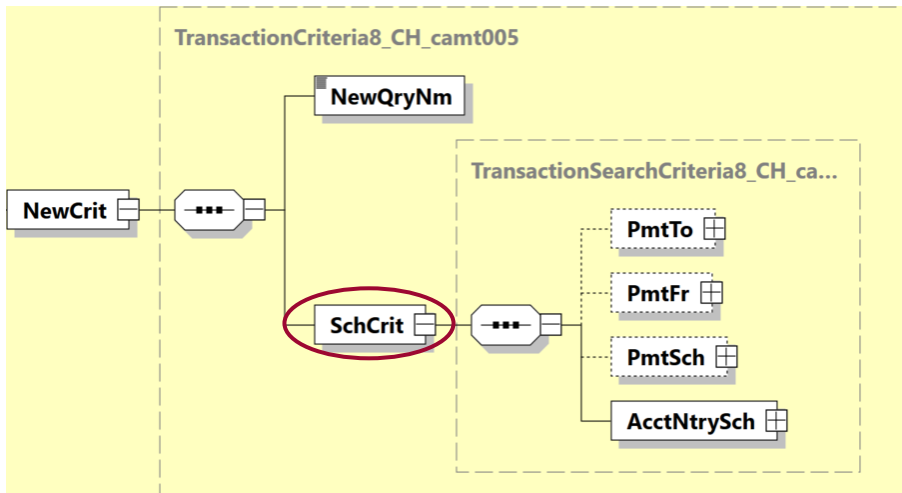 TransactionCriteria8_CH_camt005
NewQryNm
TransactionSearchCriteria8_CH_ca...
NewCrit
PmtTo
PmtFr
SchCrit
PmtSch
AcctNtrySch